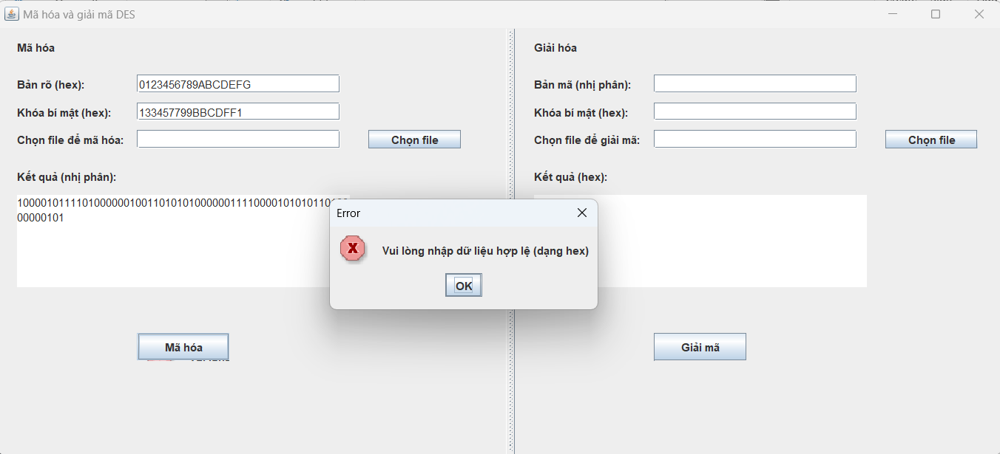 Mã hóa và giải mã DES
Mã hóa
Bản rõ (hex): 0123456789ABCDEFG
Khóa bí mật (hex): 133457799BBCDFF1
Chọn file để mã hóa: Chọn file
Kết quả (nhị phân):
10000101111010000001001101010100000011110000101010110100
00000101
Mã hóa
Giải hóa
Bản mã (nhị phân):
Khóa bí mật (hex):
Chọn file để giải mã: Chọn file
Kết quả (hex):
Giải mã
Error
Vui lòng nhập dữ liệu hợp lệ (dạng hex)
OK